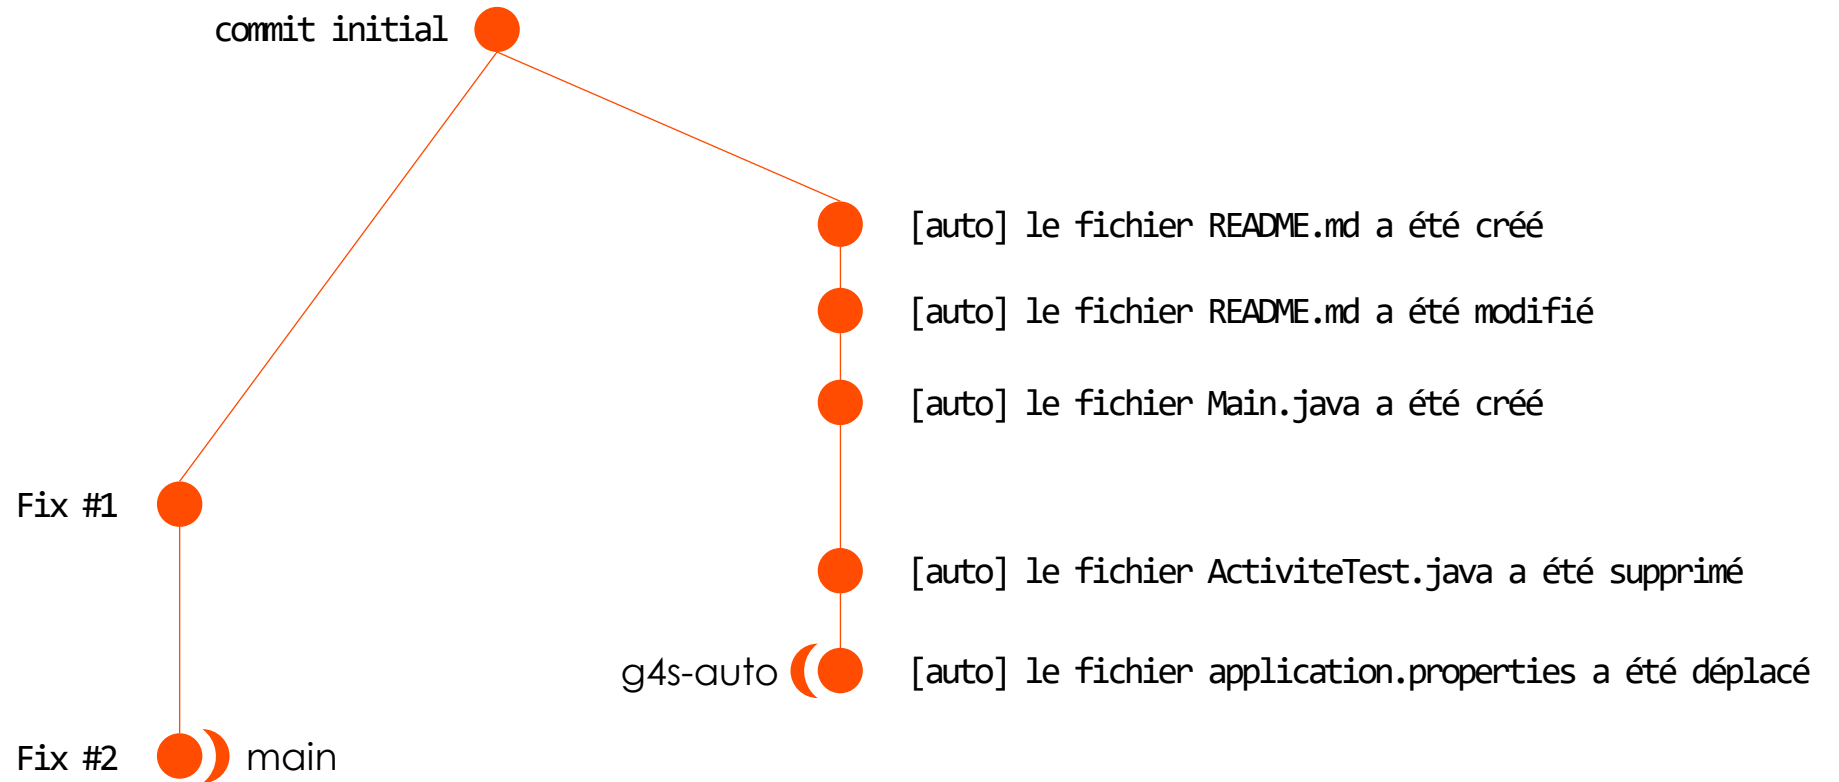 commit initial
[auto] le fichier README.md a été créé
[auto] le fichier README.md a été modifié
[auto] le fichier Main.java a été créé
Fix #1
[auto] le fichier ActiviteTest.java a été supprimé
g4s-auto
[auto] le fichier application.properties a été déplacé
Fix #2
main